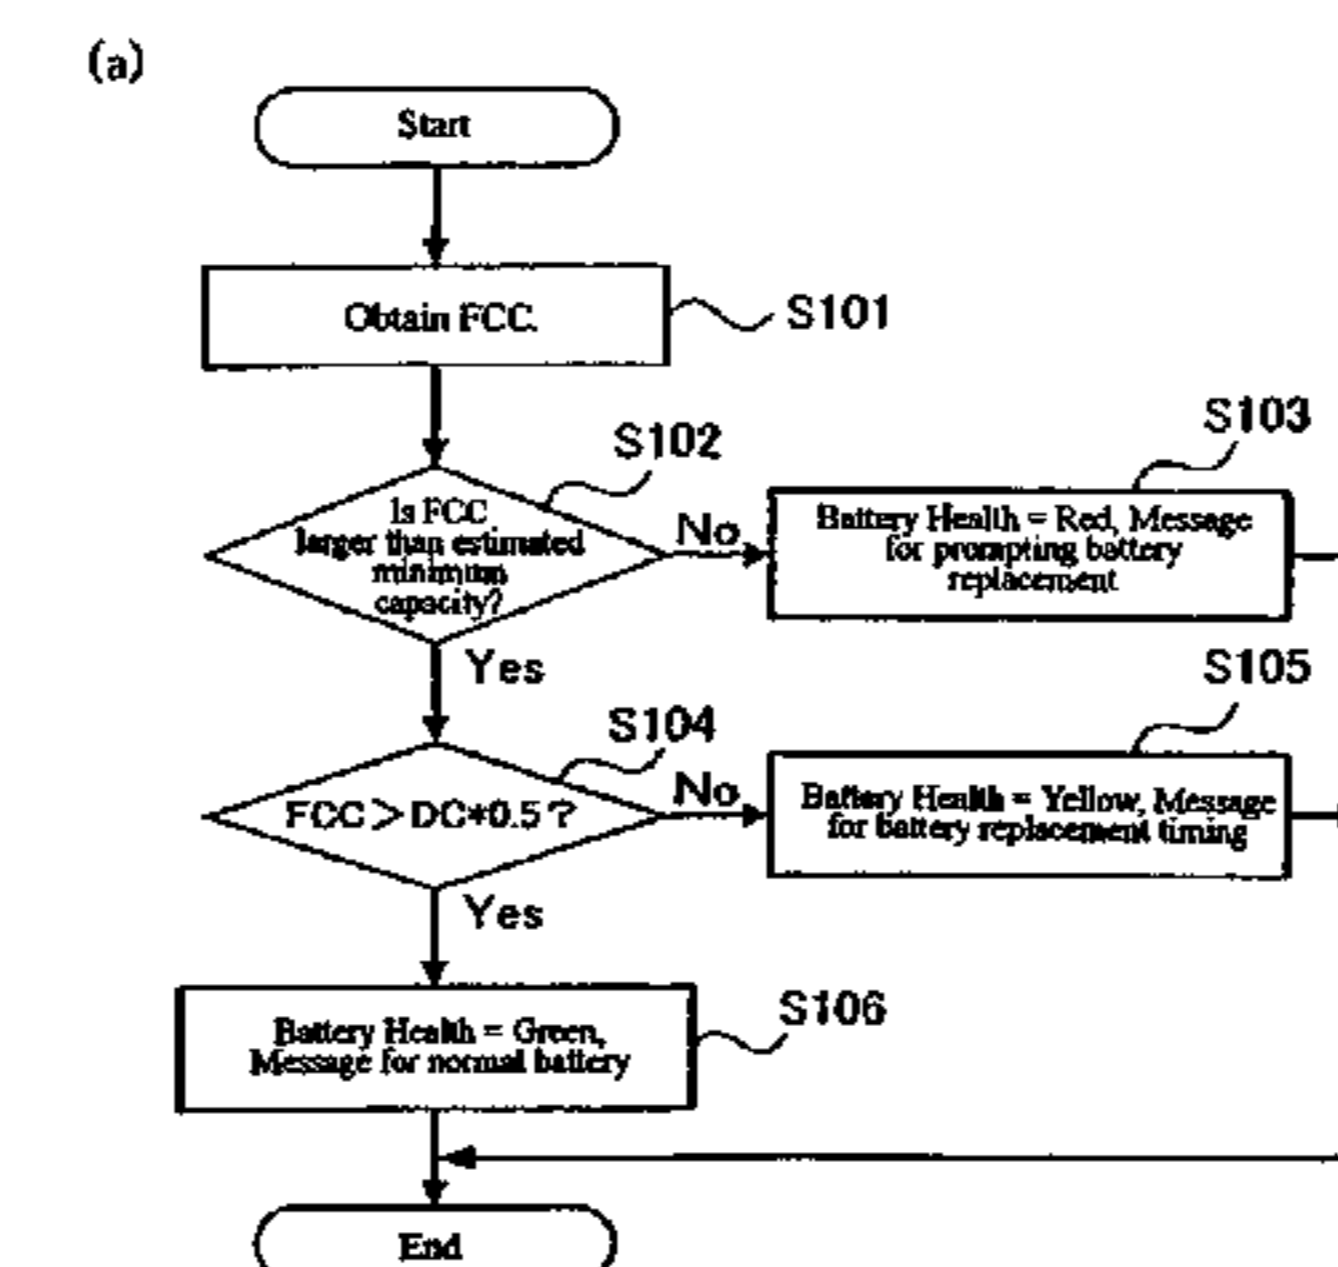 (a)
Start
Obtain FCC.
S101
S102
Is FCC
larger than estimated
minimum
capacity?
No
S103
Battery Health = Red, Message
for prompting battery
replacement
Yes
S104
FCC > DC*0.5?
No
S105
Battery Health = Yellow, Message
for battery replacement timing
Yes
Battery Health = Green,
Message for normal battery
S106
End